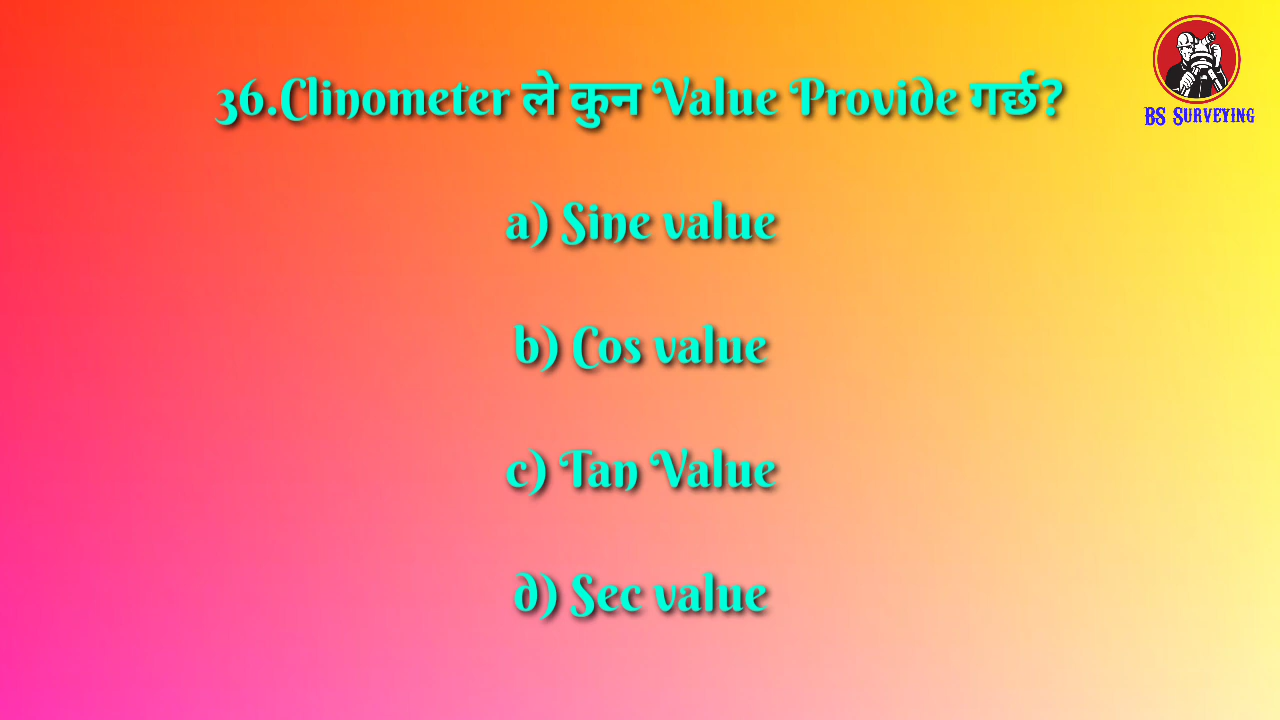 36.Clinometer ले कुन Value Provide गर्छ?
BS Surveying
a) Sine value
b) Cos value
c) Tan Value
d) Sec value